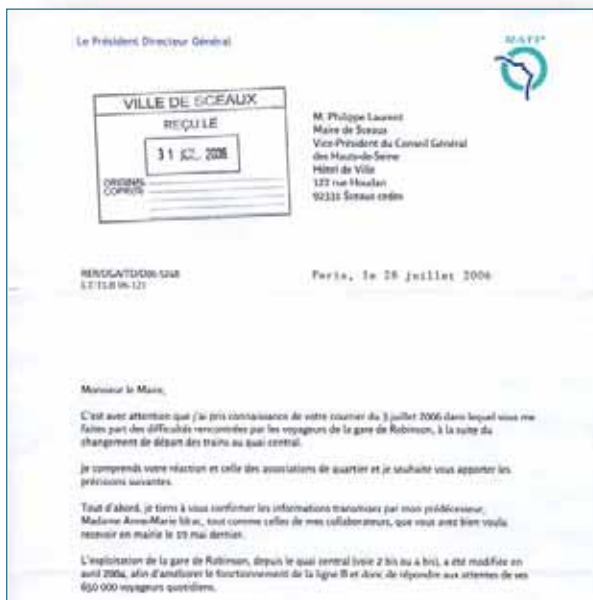 Le Président Directeur Général
RATP
VILLE DE SCEAUX
REÇU LE
31 2006
ORIGINAL
COPIE(S)
M. Philippe Laurent
Maire de Sceaux
Vice-Président du Conseil Général
des Hauts-de-Seine
Hôtel de Ville
122 rue Houdan
92331 Sceaux cedex
Paris, le 28 juillet 2006
Monsieur le Maire,
C'est avec attention que j'ai pris connaissance de votre courrier du 3 juillet 2006 dans lequel vous me
faites part des difficultés rencontrées par les voyageurs de la gare de Robinson, à la suite du
changement de départ des trains au quai central.
Je comprends votre réaction et celle des associations de quartier et je souhaite vous apporter les
précisions suivantes.
Tout d'abord, je tiens à vous confirmer les informations transmises par mon prédécesseur,
Madame Anne-Marie Idrac, tout comme celles de mes collaborateurs, que vous avez bien voulu
recevoir en mairie le 19 mai dernier.
L'exploitation de la gare de Robinson, depuis le quai central (voie 2 bis ou 4 bis), a été modifiée en
avril 2004, afin d'améliorer le fonctionnement de la ligne B et donc de répondre aux attentes de ses
850 000 voyageurs quotidiens.